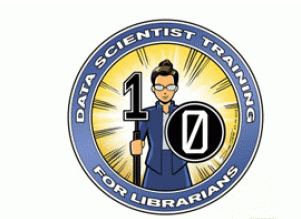 DATA SCIENTIST TRAINING
1 0
FOR LIBRARIANS